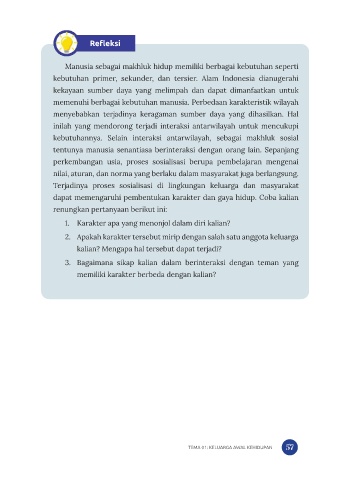 Refleksi
Manusia sebagai makhluk hidup memiliki berbagai kebutuhan seperti
kebutuhan primer, sekunder, dan tersier. Alam Indonesia dianugerahi
kekayaan sumber daya yang melimpah dan dapat dimanfaatkan untuk
memenuhi berbagai kebutuhan manusia. Perbedaan karakteristik wilayah
menyebabkan terjadinya keragaman sumber daya yang dihasilkan. Hal
inilah yang mendorong terjadi interaksi antarwilayah untuk mencukupi
kebutuhannya. Selain interaksi antarwilayah, sebagai makhluk sosial
tentunya manusia senantiasa berinteraksi dengan orang lain. Sepanjang
perkembangan usia, proses sosialisasi berupa pembelajaran mengenai
nilai, aturan, dan norma yang berlaku dalam masyarakat juga berlangsung.
Terjadinya proses sosialisasi di lingkungan keluarga dan masyarakat
dapat memengaruhi pembentukan karakter dan gaya hidup. Coba kalian
renungkan pertanyaan berikut ini:
1. Karakter apa yang menonjol dalam diri kalian?
2. Apakah karakter tersebut mirip dengan salah satu anggota keluarga
kalian? Mengapa hal tersebut dapat terjadi?
3. Bagaimana sikap kalian dalam berinteraksi dengan teman yang
memiliki karakter berbeda dengan kalian?
TEMA 01: KELUARGA AWAL KEHIDUPAN 57